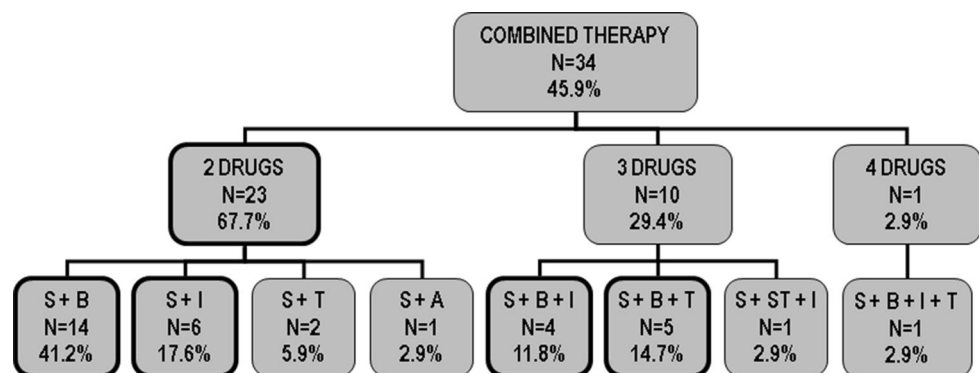 COMBINED THERAPY
N=34
45.9%
2 DRUGS
N=23
67.7%
3 DRUGS
N=10
29.4%
4 DRUGS
N=1
2.9%
S + B
N=14
41.2%
S + I
N=6
17.6%
S + T
N=2
5.9%
S + A
N=1
2.9%
S + B + I
N=4
11.8%
S + B + T
N=5
14.7%
S + ST + I
N=1
2.9%
S + B + I + T
N=1
2.9%